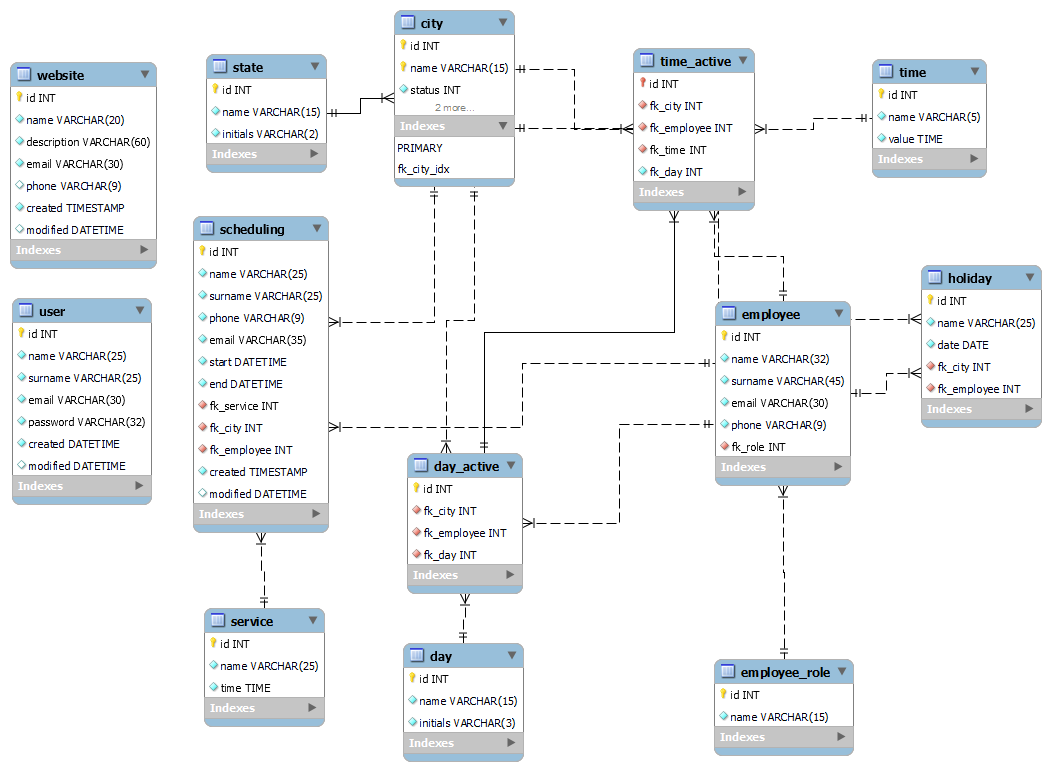 website
id INT
name VARCHAR(20)
description VARCHAR(60)
email VARCHAR(30)
phone VARCHAR(9)
created TIMESTAMP
modified DATETIME
Indexes
state
id INT
name VARCHAR(15)
initials VARCHAR(2)
Indexes
city
id INT
name VARCHAR(15)
status INT
2 more...
Indexes
PRIMARY
fk_city_idx
time_active
id INT
fk_city INT
fk_employee INT
fk_time INT
fk_day INT
Indexes
time
id INT
name VARCHAR(5)
value TIME
Indexes
user
id INT
name VARCHAR(25)
surname VARCHAR(25)
email VARCHAR(30)
password VARCHAR(32)
created DATETIME
modified DATETIME
Indexes
scheduling
id INT
name VARCHAR(25)
surname VARCHAR(25)
phone VARCHAR(9)
email VARCHAR(35)
start DATETIME
end DATETIME
fk_service INT
fk_city INT
fk_employee INT
created TIMESTAMP
modified DATETIME
Indexes
employee
id INT
name VARCHAR(32)
surname VARCHAR(45)
email VARCHAR(30)
phone VARCHAR(9)
fk_role INT
Indexes
holiday
id INT
name VARCHAR(25)
date DATE
fk_city INT
fk_employee INT
Indexes
day_active
id INT
fk_city INT
fk_employee INT
fk_day INT
Indexes
service
id INT
name VARCHAR(25)
time TIME
Indexes
day
id INT
name VARCHAR(15)
initials VARCHAR(3)
Indexes
employee_role
id INT
name VARCHAR(15)
Indexes